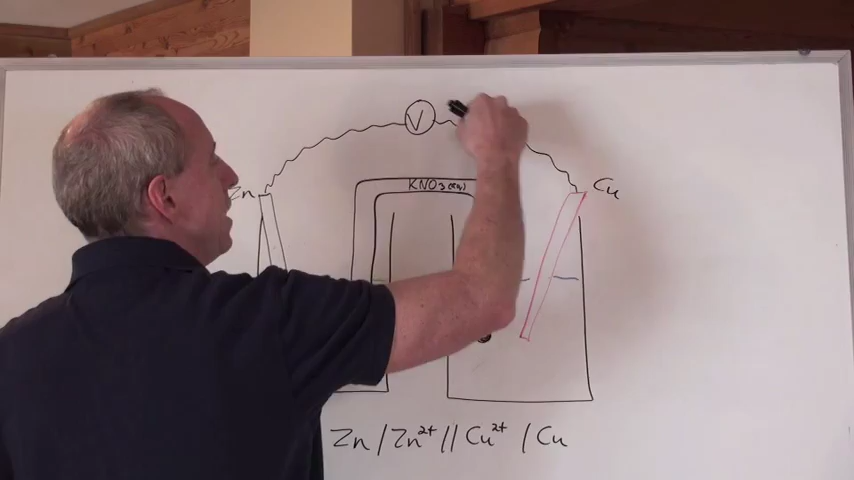 V
KNO₃(aq)
Zn Cu
Zn / Zn²⁺ // Cu²⁺ / Cu